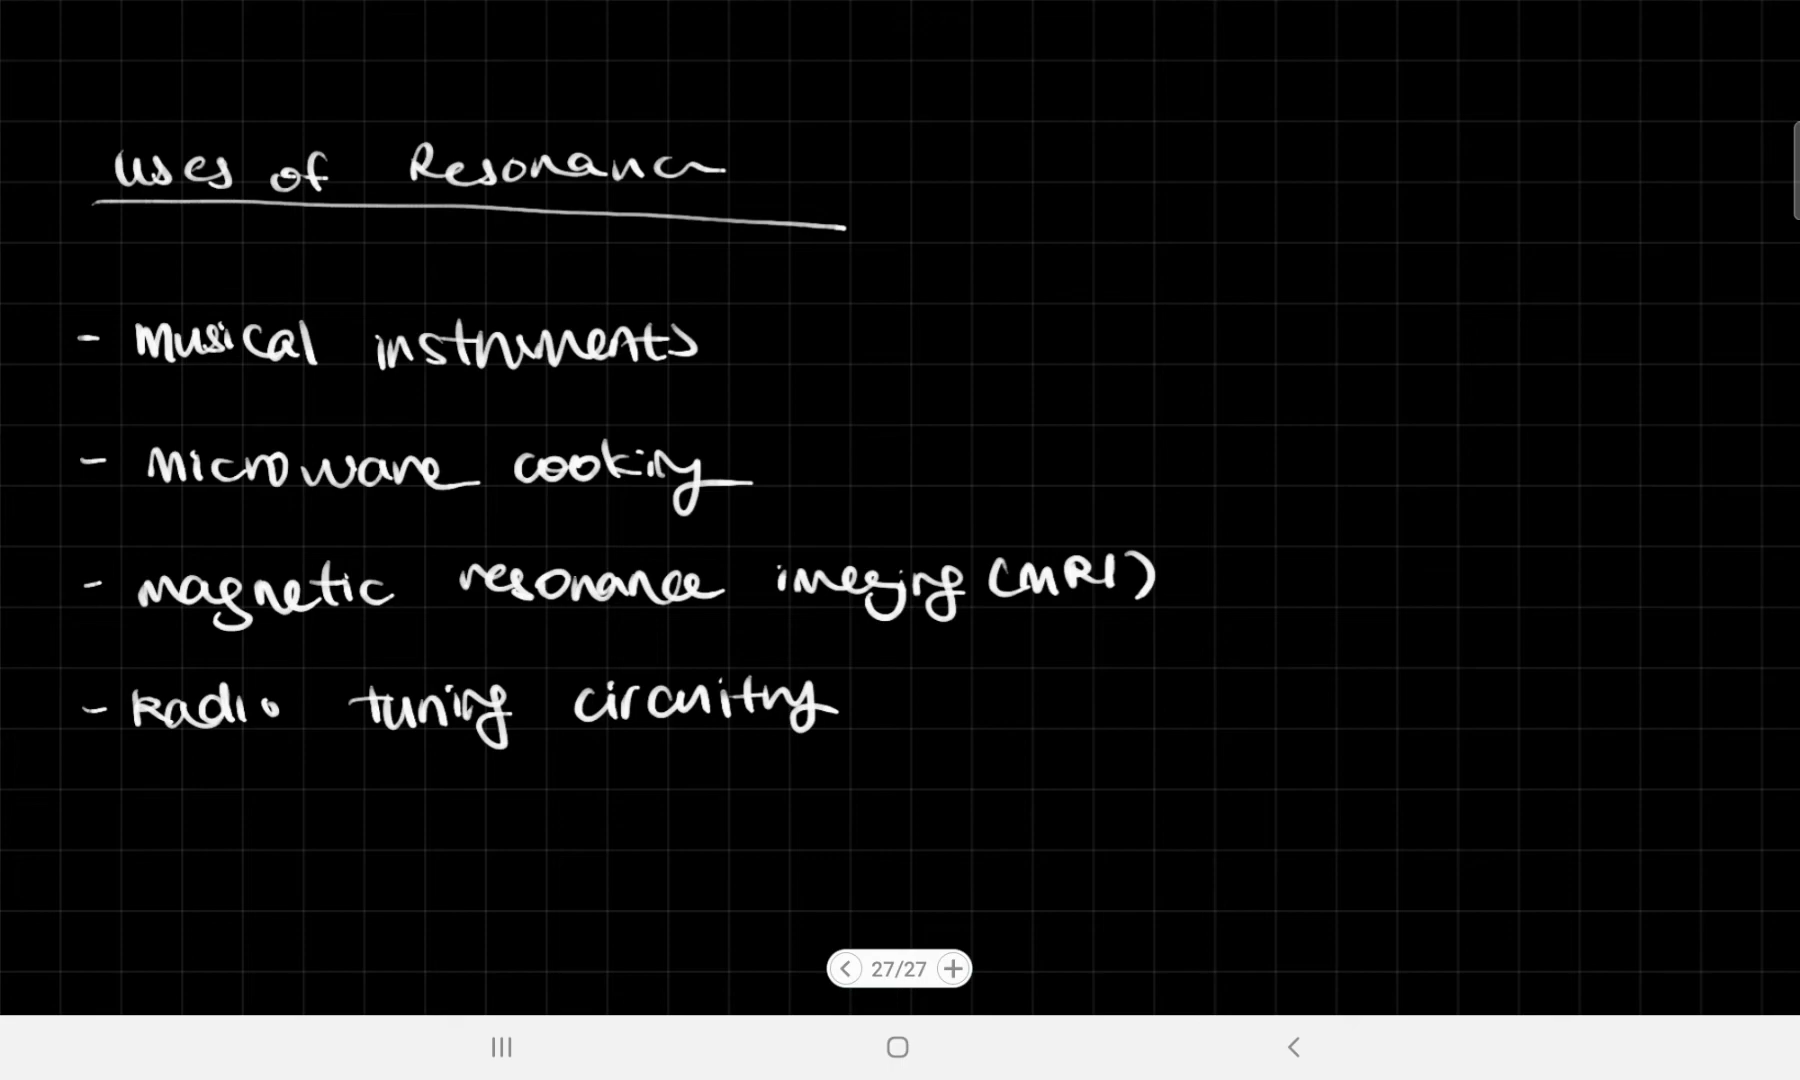 Uses of Resonance
- Musical instruments
- Microwave cooking
- magnetic resonance imaging (MRI)
- Radio tuning circuitry
27/27